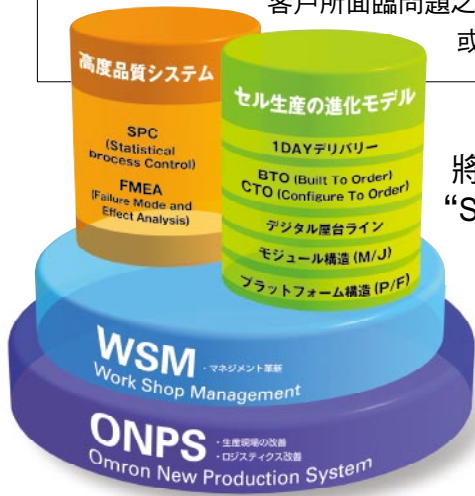 客戶所面臨問題之
或
高度品質システム
SPC
(Statistical
process Control)
FMEA
(Failure Mode and
Effect Analysis)
セル生産の進化モデル
1DAYデリバリー
BTO (Built To Order)
CTO (Configure To Order)
デジタル屋台ライン
モジュール構造 (M/J)
プラットフォーム構造 (P/F)
將
“S
WSM ・マネジメント革新
Work Shop Management
ONPS ・生産現場の改善
・ロジスティクス改善
Omron New Production System